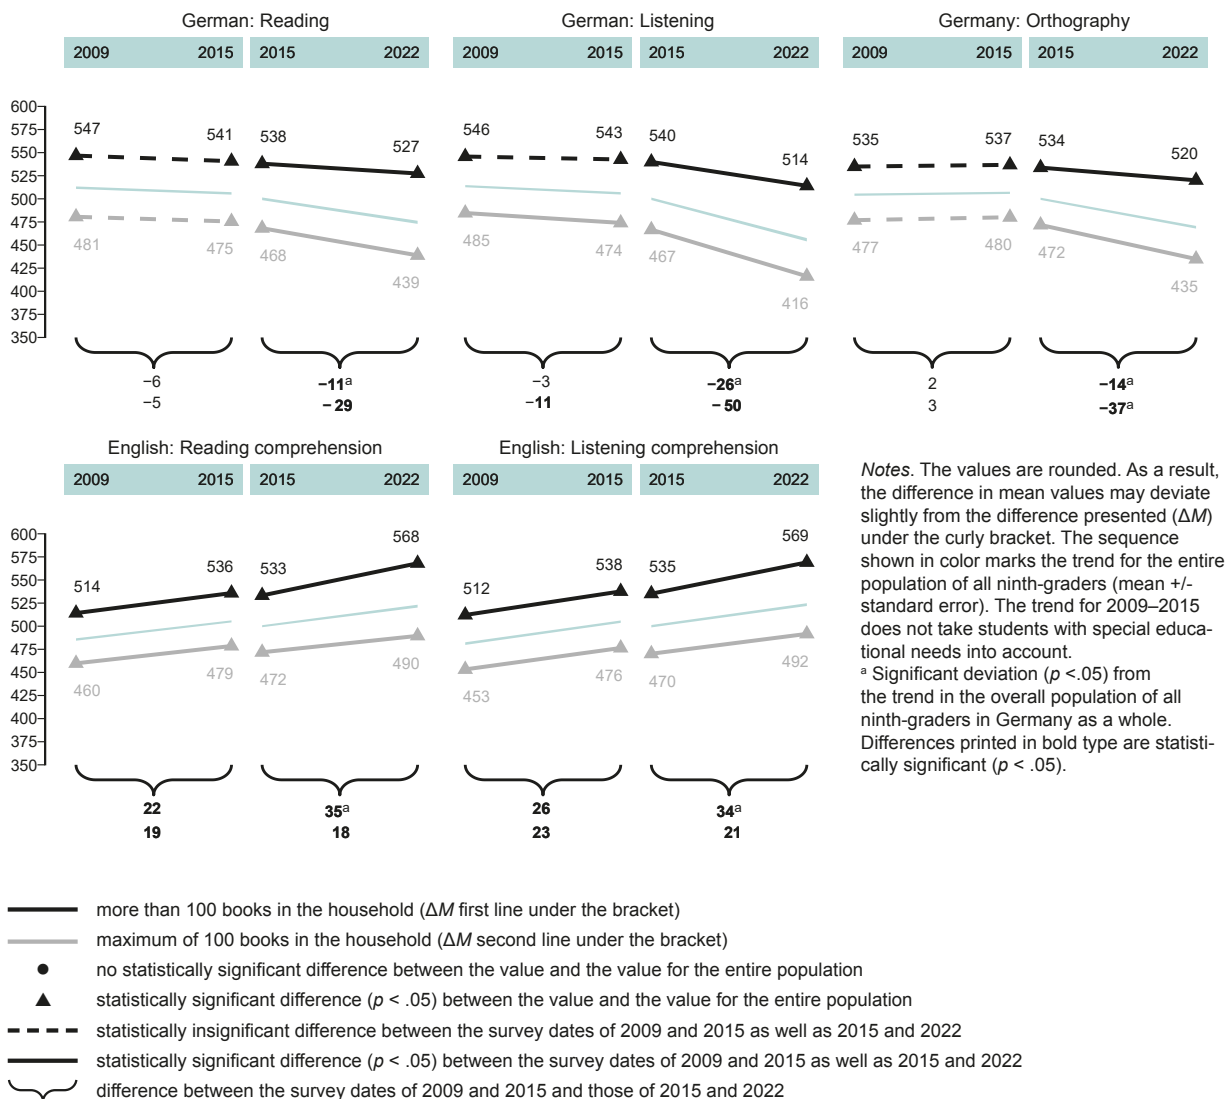 German: Reading
German: Listening
Germany: Orthography
2009 2015 2015 2022
2009 2015 2015 2022
2009 2015 2015 2022
600
575
550
525
500
475
450
425
400
375
350
547 541 538 527
481 475 468 439
546 543 540 514
485 474 467 416
535 537 534 520
477 480 472 435
−6
−5
−11a
− 29
−3
−11
−26a
− 50
2
3
−14a
−37a
English: Reading comprehension
English: Listening comprehension
2009 2015 2015 2022
2009 2015 2015 2022
600
575
550
525
500
475
450
425
400
375
350
514 536 533 568
460 479 472 490
512 538 535 569
453 476 470 492
22
19
35a
18
26
23
34a
21
Notes. The values are rounded. As a result,
the difference in mean values may deviate
slightly from the difference presented (ΔM)
under the curly bracket. The sequence
shown in color marks the trend for the entire
population of all ninth-graders (mean +/-
standard error). The trend for 2009–2015
does not take students with special educa-
tional needs into account.
a Significant deviation (p <.05) from
the trend in the overall population of all
ninth-graders in Germany as a whole.
Differences printed in bold type are statisti-
cally significant (p < .05).
more than 100 books in the household (ΔM first line under the bracket)
maximum of 100 books in the household (ΔM second line under the bracket)
no statistically significant difference between the value and the value for the entire population
statistically significant difference (p < .05) between the value and the value for the entire population
statistically insignificant difference between the survey dates of 2009 and 2015 as well as 2015 and 2022
statistically significant difference (p < .05) between the survey dates of 2009 and 2015 as well as 2015 and 2022
difference between the survey dates of 2009 and 2015 and those of 2015 and 2022